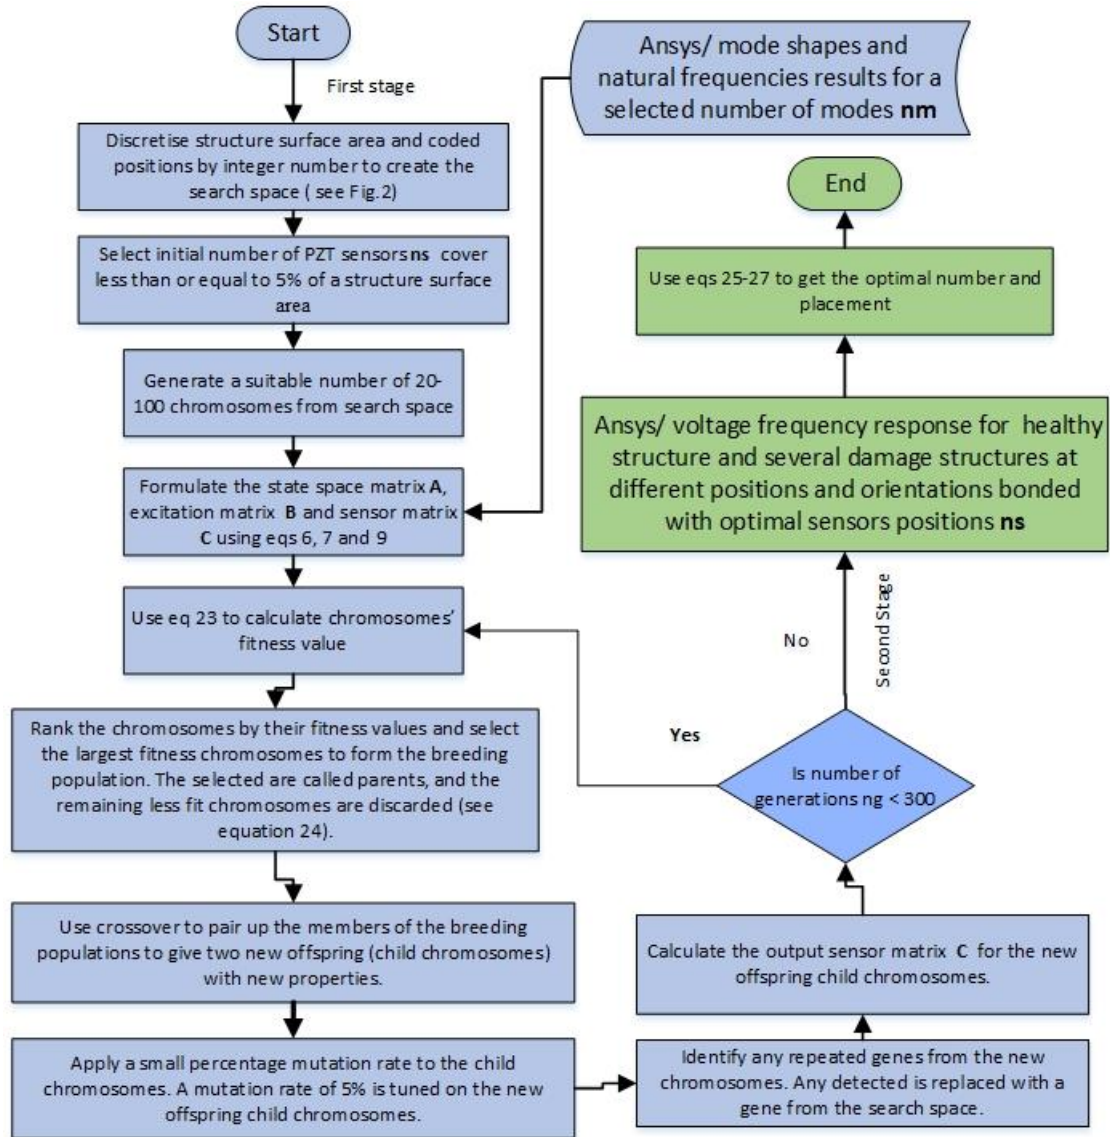 Start
First stage
Ansys/ mode shapes and
natural frequencies results for a
selected number of modes nm
Discretise structure surface area and coded
positions by integer number to create the
search space ( see Fig.2)
Select initial number of PZT sensors ns cover
less than or equal to 5% of a structure surface
area
Generate a suitable number of 20-
100 chromosomes from search space
Formulate the state space matrix A,
excitation matrix B and sensor matrix
C using eqs 6, 7 and 9
Use eq 23 to calculate chromosomes'
fitness value
Rank the chromosomes by their fitness values and select
the largest fitness chromosomes to form the breeding
population. The selected are called parents, and the
remaining less fit chromosomes are discarded (see
equation 24).
Use crossover to pair up the members of the breeding
populations to give two new offspring (child chromosomes)
with new properties.
Apply a small percentage mutation rate to the child
chromosomes. A mutation rate of 5% is tuned on the new
offspring child chromosomes.
Identify any repeated genes from the new
chromosomes. Any detected is replaced with a
gene from the search space.
Calculate the output sensor matrix C for the new
offspring child chromosomes.
Is number of
generations ng < 300
Yes
No
Second Stage
Ansys/ voltage frequency response for healthy
structure and several damage structures at
different positions and orientations bonded
with optimal sensors positions ns
Use eqs 25-27 to get the optimal number and
placement
End